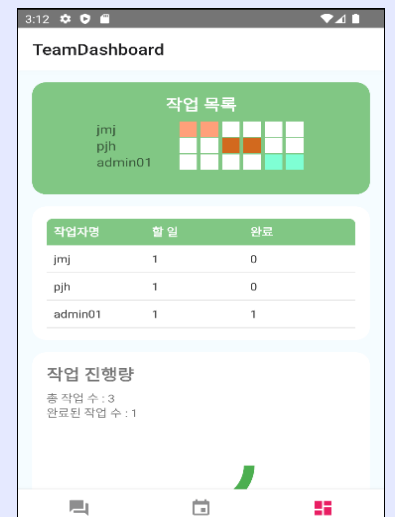 3:12
TeamDashboard
작업 목록
jmj
pjh
admin01
작업자명 할 일 완료
jmj 1 0
pjh 1 0
admin01 1 1
작업 진행량
총 작업 수 : 3
완료된 작업 수 : 1